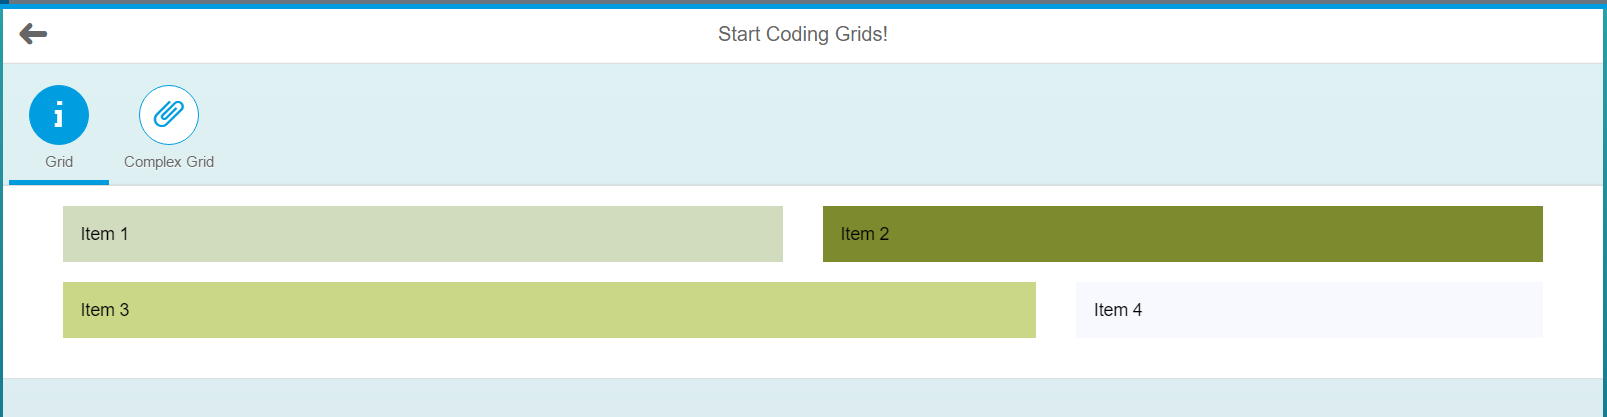 Start Coding Grids!
Grid
Complex Grid
Item 1
Item 2
Item 3
Item 4